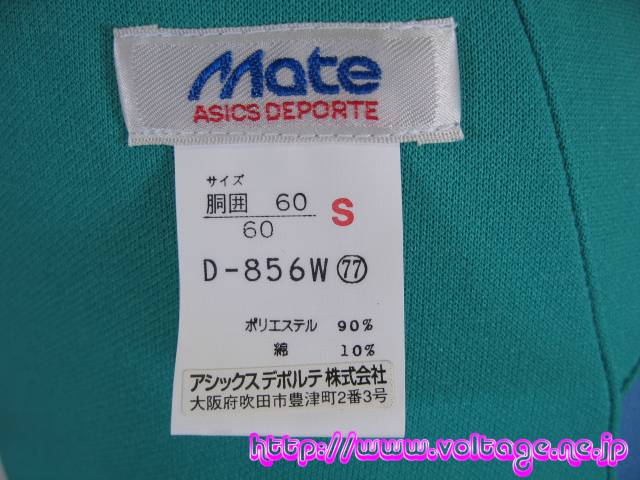 Mate
ASICS DEPORTE
サイズ
胴囲 60 S
60
D-856W 77
ポリエステル 90%
綿 10%
アシックスデポルテ株式会社
大阪府吹田市豊津町2番3号
http://www.voltage.ne.jp